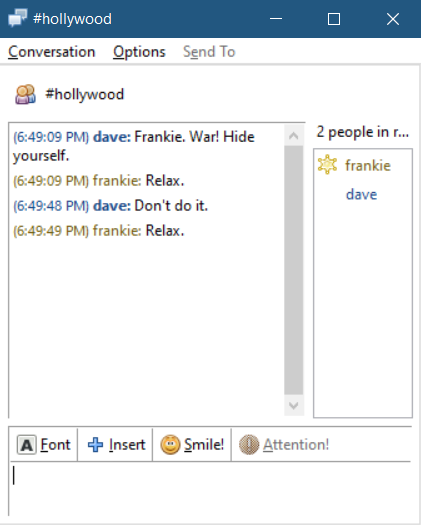 #hollywood
Conversation Options Send To
#hollywood
2 people in r...
(6:49:09 PM) dave: Frankie. War! Hide
yourself.
(6:49:09 PM) frankie: Relax.
(6:49:48 PM) dave: Don't do it.
(6:49:49 PM) frankie: Relax.
frankie
dave
A Font Insert Smile! Attention!